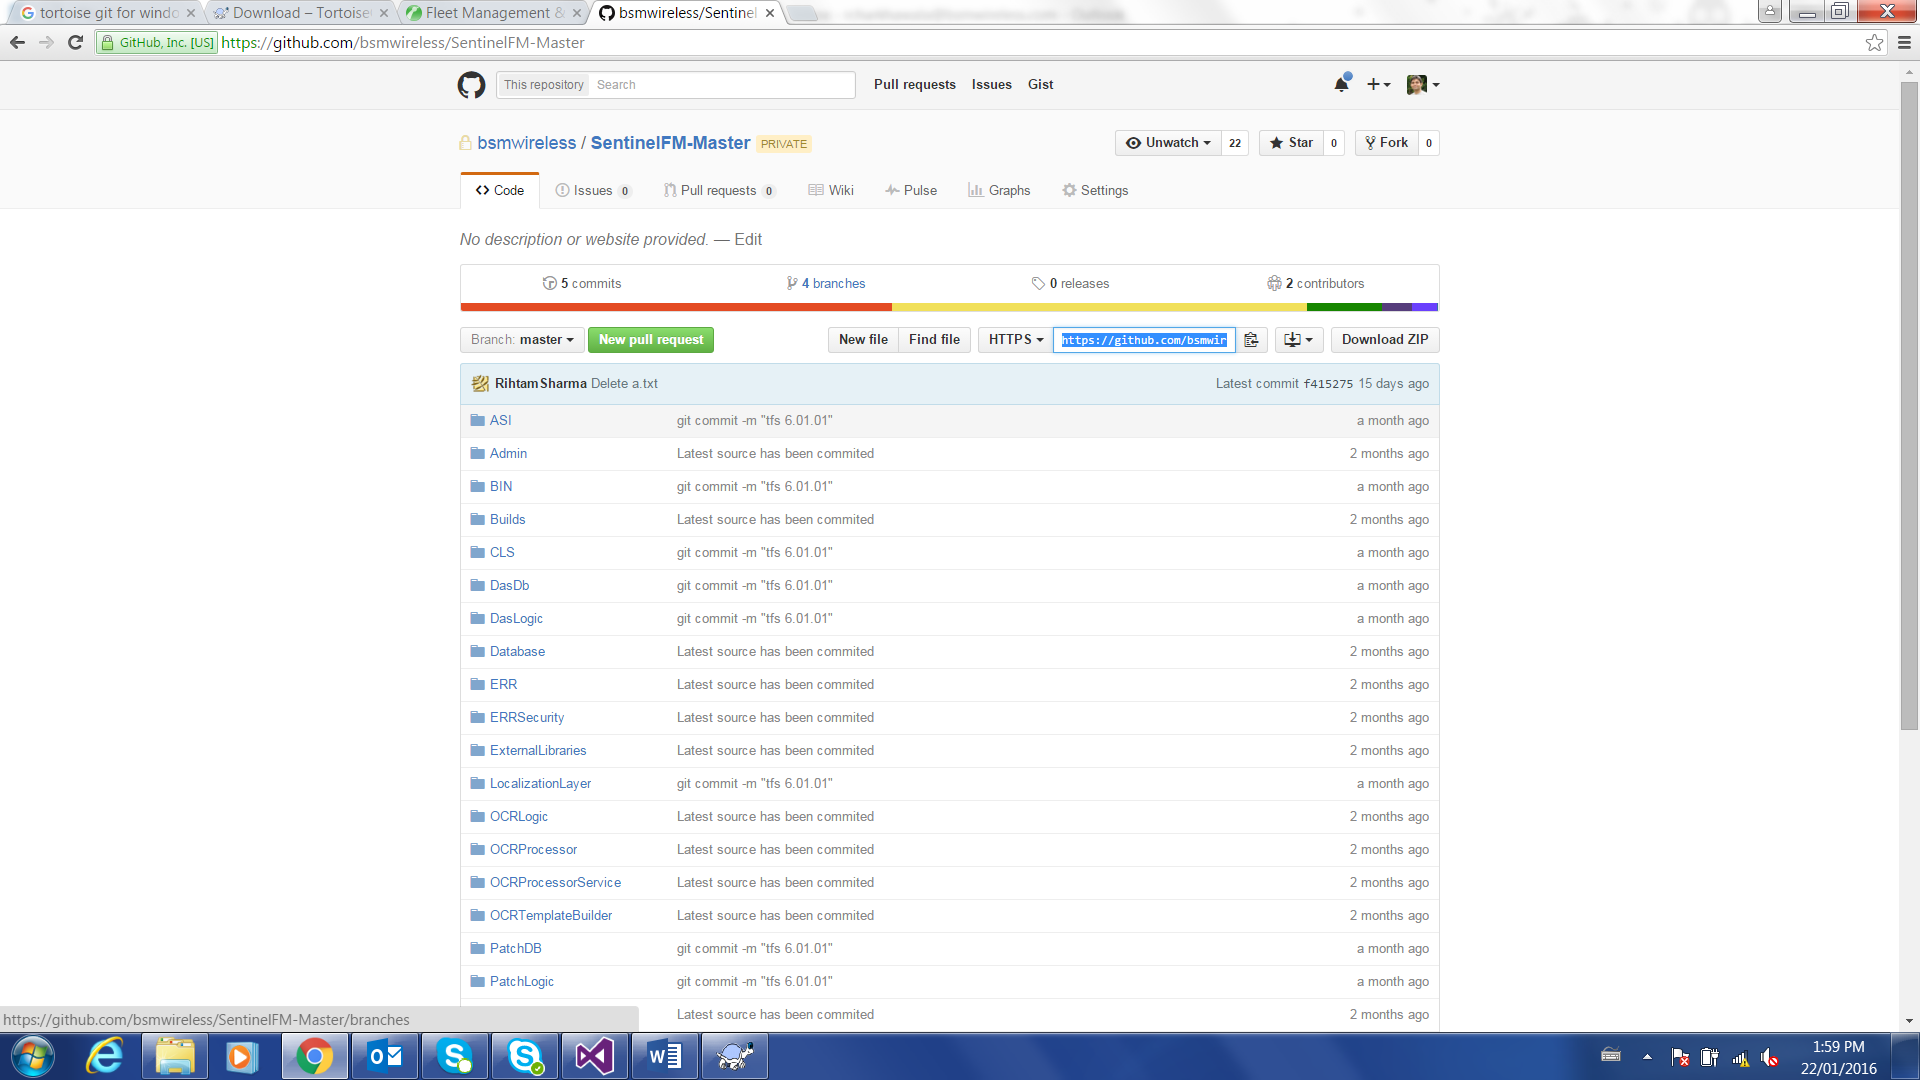 tortoise git for windo
Download – Tortoise
Fleet Management &
bsmwireless/Sentinel
GitHub, Inc. [US] https://github.com/bsmwireless/SentinelFM-Master
This repository Search Pull requests Issues Gist
bsmwireless / SentinelFM-Master PRIVATE Unwatch 22 Star 0 Fork 0
Code Issues 0 Pull requests 0 Wiki Pulse Graphs Settings
No description or website provided. — Edit
5 commits 4 branches 0 releases 2 contributors
Branch: master New pull request New file Find file HTTPS https://github.com/bsmwir Download ZIP
RihtamSharma Delete a.txt Latest commit f415275 15 days ago
ASI git commit -m "tfs 6.01.01" a month ago
Admin Latest source has been commited 2 months ago
BIN git commit -m "tfs 6.01.01" a month ago
Builds Latest source has been commited 2 months ago
CLS git commit -m "tfs 6.01.01" a month ago
DasDb git commit -m "tfs 6.01.01" a month ago
DasLogic git commit -m "tfs 6.01.01" a month ago
Database Latest source has been commited 2 months ago
ERR Latest source has been commited 2 months ago
ERRSecurity Latest source has been commited 2 months ago
ExternalLibraries Latest source has been commited 2 months ago
LocalizationLayer git commit -m "tfs 6.01.01" a month ago
OCRLogic Latest source has been commited 2 months ago
OCRProcessor Latest source has been commited 2 months ago
OCRProcessorService Latest source has been commited 2 months ago
OCRTemplateBuilder Latest source has been commited 2 months ago
PatchDB git commit -m "tfs 6.01.01" a month ago
PatchLogic git commit -m "tfs 6.01.01" a month ago
Latest source has been commited 2 months ago
https://github.com/bsmwireless/SentinelFM-Master/branches
1:59 PM
22/01/2016